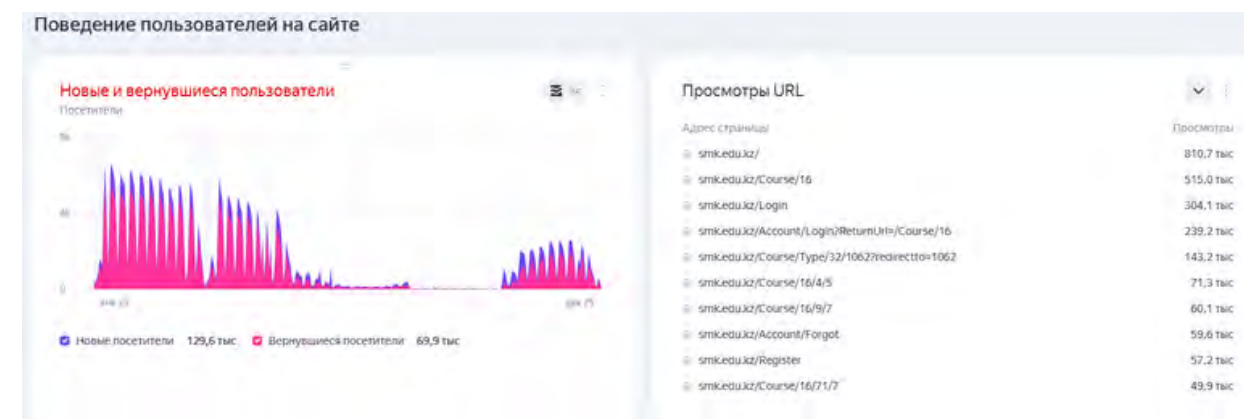 Поведение пользователей на сайте
Новые и вернувшиеся пользователи
Посетители
0
Новые посетители 129,6 тыс Вернувшиеся посетители 69,9 тыс
Просмотры URL
Адрес страницы Просмотры
smk.edu.kz/ 810,7 тыс
smk.edu.kz/Course/16 515,0 тыс
smk.edu.kz/Login 304,1 тыс
smk.edu.kz/Account/Login?ReturnUrl=/Course/16 239,2 тыс
smk.edu.kz/Course/Type/32/1062?redirectto=1062 143,2 тыс
smk.edu.kz/Course/16/4/5 71,3 тыс
smk.edu.kz/Course/16/9/7 60,1 тыс
smk.edu.kz/Account/Forgot 59,6 тыс
smk.edu.kz/Register 57,2 тыс
smk.edu.kz/Course/16/71/7 49,9 тыс